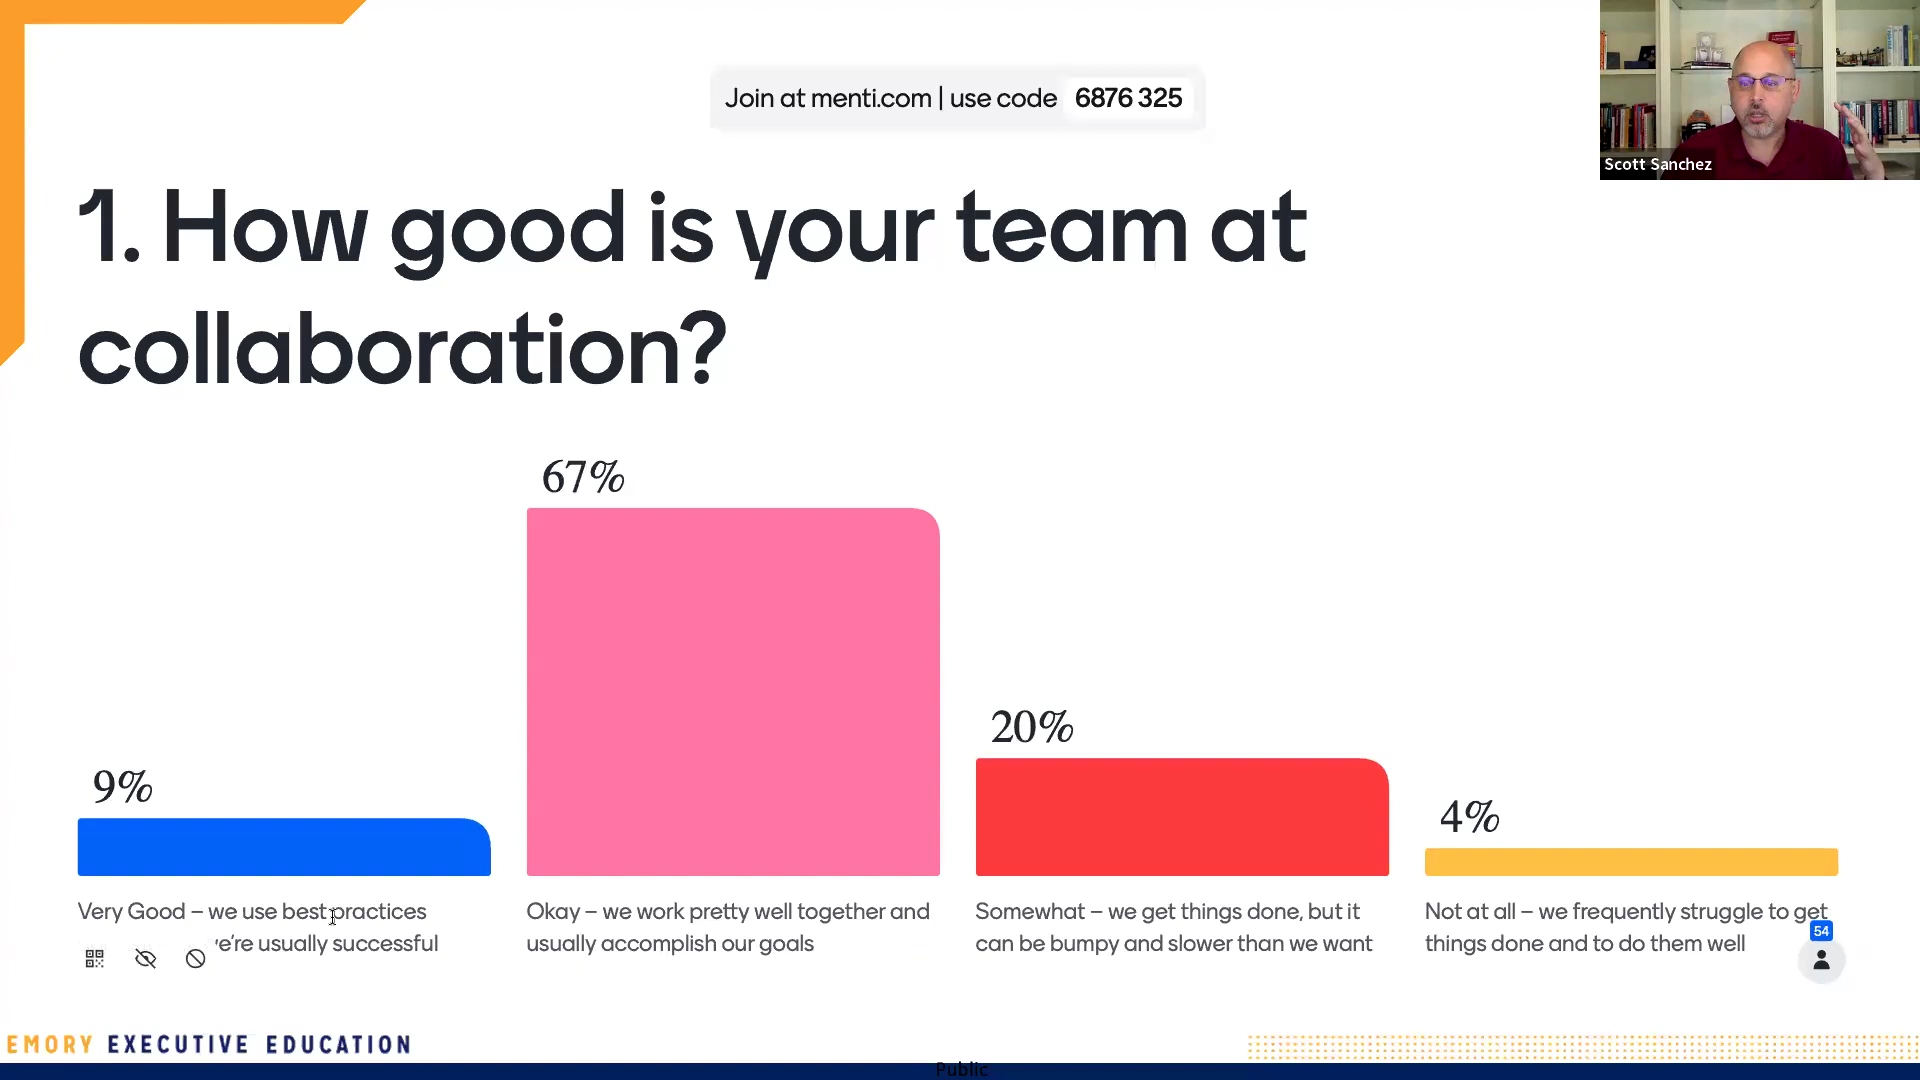 Join at menti.com | use code 6876 325
Scott Sanchez
1. How good is your team at
collaboration?
9%
67%
20%
4%
Very Good – we use best practices
e're usually successful
Okay – we work pretty well together and
usually accomplish our goals
Somewhat – we get things done, but it
can be bumpy and slower than we want
Not at all – we frequently struggle to get
things done and to do them well
54
EMORY EXECUTIVE EDUCATION
Public